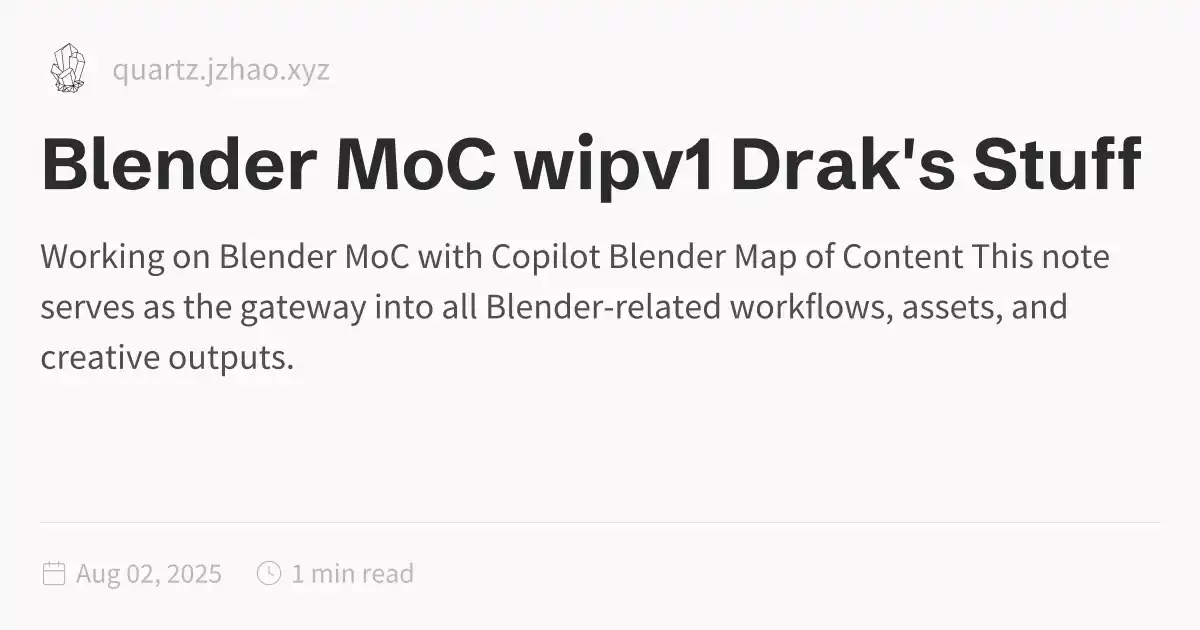 quartz.jzhao.xyz
Blender MoC wipv1 Drak's Stuff
Working on Blender MoC with Copilot Blender Map of Content This note
serves as the gateway into all Blender-related workflows, assets, and
creative outputs.
Aug 02, 2025 1 min read